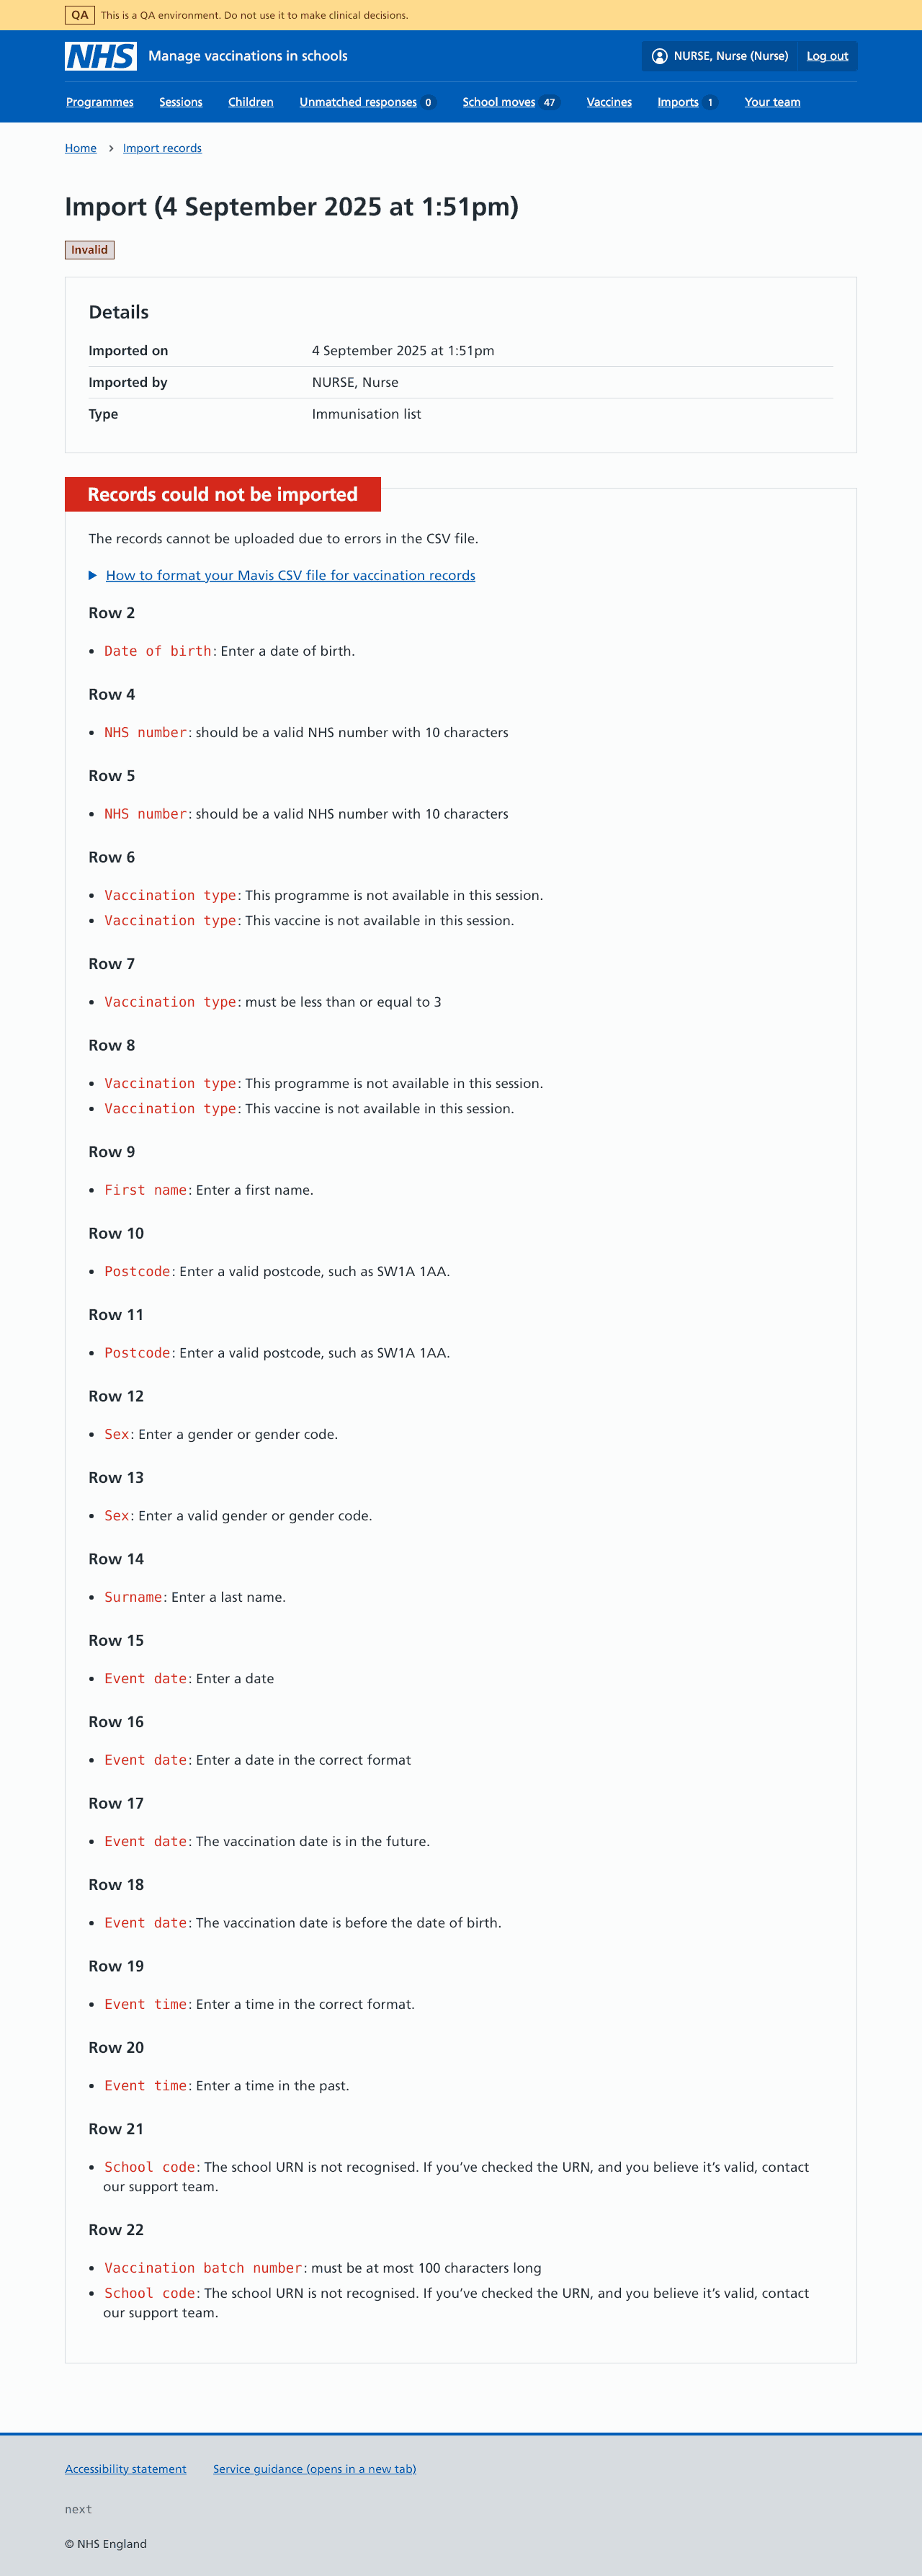 QA This is a QA environment. Do not use it to make clinical decisions.
NHS Manage vaccinations in schools NURSE, Nurse (Nurse) Log out
Programmes Sessions Children Unmatched responses 0 School moves 47 Vaccines Imports 1 Your team
Home Import records
Import (4 September 2025 at 1:51pm)
Invalid
Details
Imported on 4 September 2025 at 1:51pm
Imported by NURSE, Nurse
Type Immunisation list
Records could not be imported
The records cannot be uploaded due to errors in the CSV file.
How to format your Mavis CSV file for vaccination records
Row 2
Date of birth: Enter a date of birth.
Row 4
NHS number: should be a valid NHS number with 10 characters
Row 5
NHS number: should be a valid NHS number with 10 characters
Row 6
Vaccination type: This programme is not available in this session.
Vaccination type: This vaccine is not available in this session.
Row 7
Vaccination type: must be less than or equal to 3
Row 8
Vaccination type: This programme is not available in this session.
Vaccination type: This vaccine is not available in this session.
Row 9
First name: Enter a first name.
Row 10
Postcode: Enter a valid postcode, such as SW1A 1AA.
Row 11
Postcode: Enter a valid postcode, such as SW1A 1AA.
Row 12
Sex: Enter a gender or gender code.
Row 13
Sex: Enter a valid gender or gender code.
Row 14
Surname: Enter a last name.
Row 15
Event date: Enter a date
Row 16
Event date: Enter a date in the correct format
Row 17
Event date: The vaccination date is in the future.
Row 18
Event date: The vaccination date is before the date of birth.
Row 19
Event time: Enter a time in the correct format.
Row 20
Event time: Enter a time in the past.
Row 21
School code: The school URN is not recognised. If you’ve checked the URN, and you believe it’s valid, contact
our support team.
Row 22
Vaccination batch number: must be at most 100 characters long
School code: The school URN is not recognised. If you’ve checked the URN, and you believe it’s valid, contact
our support team.
Accessibility statement Service guidance (opens in a new tab)
next
© NHS England